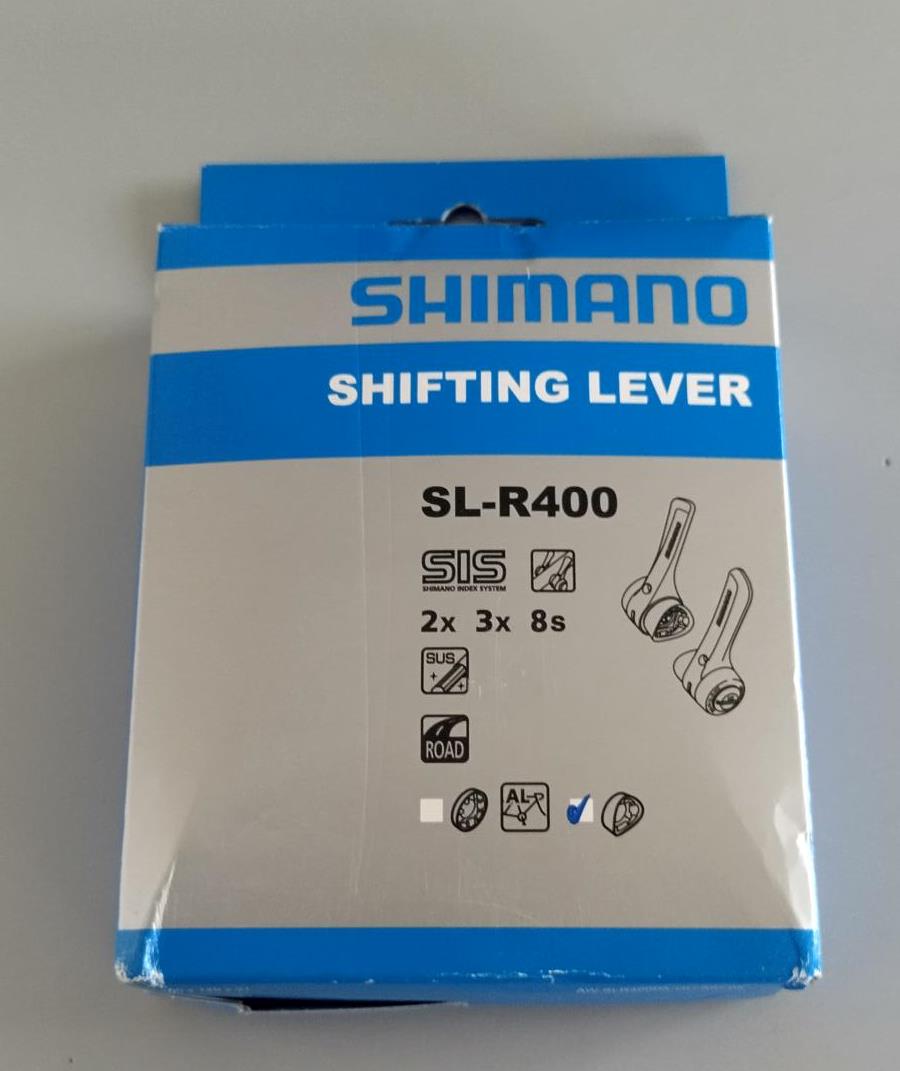 SHIMANO
SHIFTING LEVER
SL-R400
SIS
SHIMANO INDEX SYSTEM
2x 3x 8s
SUS
ROAD
AL